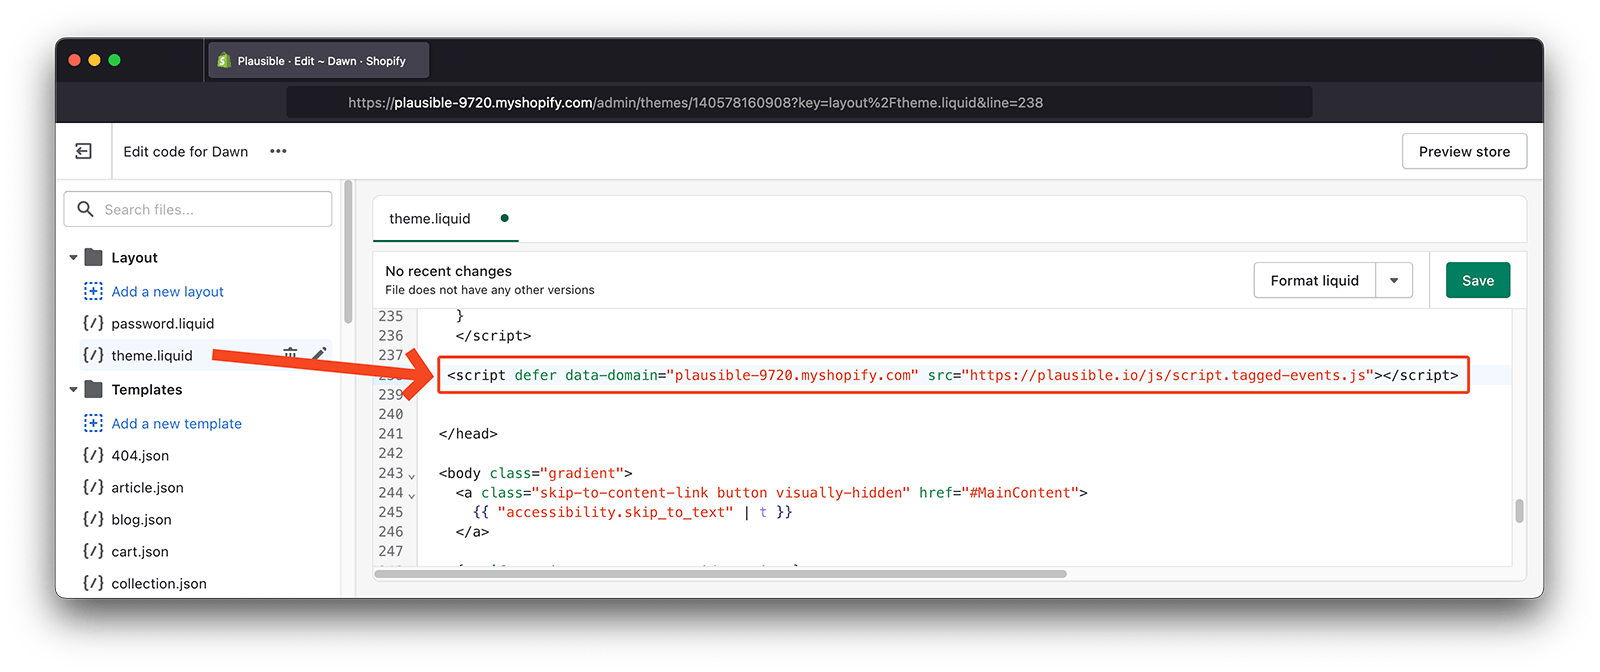 Plausible · Edit ~ Dawn · Shopify
https://plausible-9720.myshopify.com/admin/themes/140578160908?key=layout%2Ftheme.liquid&line=238
Edit code for Dawn •••
Preview store
Search files...
Layout
Add a new layout
{/} password.liquid
{/} theme.liquid
Templates
Add a new template
{/} 404.json
{/} article.json
{/} blog.json
{/} cart.json
{/} collection.json
theme.liquid
No recent changes
File does not have any other versions
Format liquid
Save
235 }
236 </script>
237
<script defer data-domain="plausible-9720.myshopify.com" src="https://plausible.io/js/script.tagged-events.js"></script>
239
240
241 </head>
242
243 <body class="gradient">
244 <a class="skip-to-content-link button visually-hidden" href="#MainContent">
245 {{ "accessibility.skip_to_text" | t }}
246 </a>
247